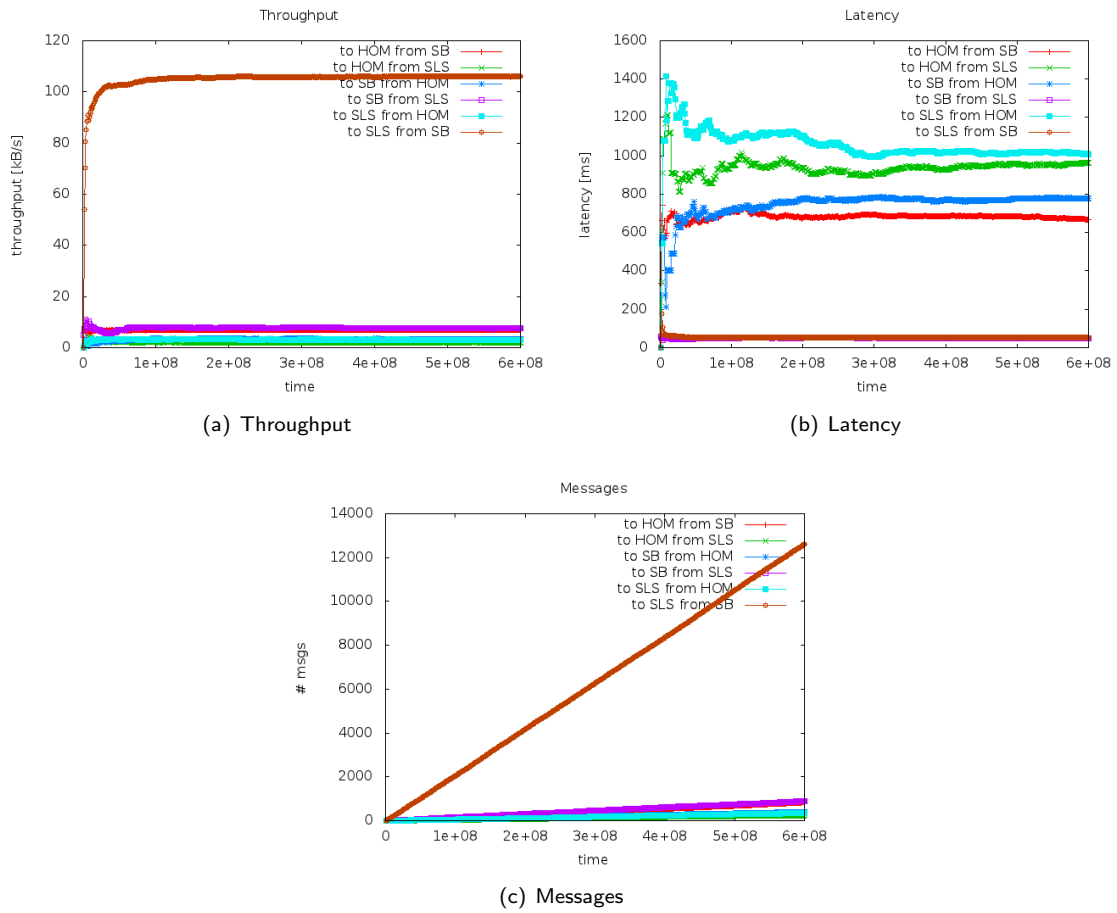 Throughput
throughput [kB/s]
120
100
80
60
40
20
0
to HOM from SB
to HOM from SLS
to SB from HOM
to SB from SLS
to SLS from HOM
to SLS from SB
0 1e+08 2e+08 3e+08 4e+08 5e+08 6e+08
time
(a) Throughput
Latency
latency [ms]
1600
1400
1200
1000
800
600
400
200
0
to HOM from SB
to HOM from SLS
to SB from HOM
to SB from SLS
to SLS from HOM
to SLS from SB
0 1e+08 2e+08 3e+08 4e+08 5e+08 6e+08
time
(b) Latency
Messages
# msgs
14000
12000
10000
8000
6000
4000
2000
0
to HOM from SB
to HOM from SLS
to SB from HOM
to SB from SLS
to SLS from HOM
to SLS from SB
0 1e+08 2e+08 3e+08 4e+08 5e+08 6e+08
time
(c) Messages